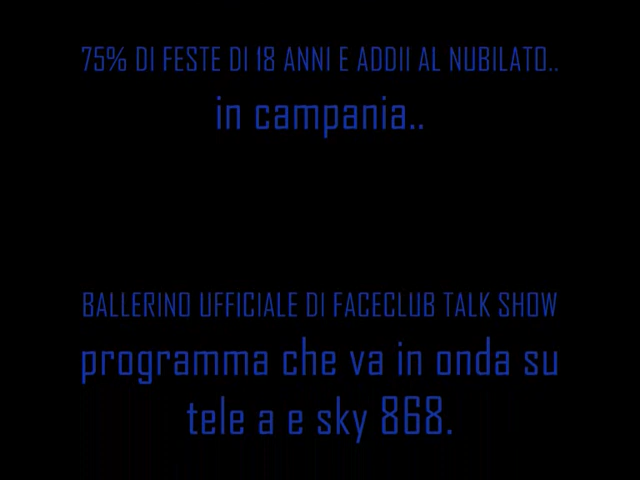 75% DI FESTE DI 18 ANNI E ADDII AL NUBILATO..
in campania..
BALLERINO UFFICIALE DI FACECLUB TALK SHOW
programma che va in onda su
tele a e sky 868.